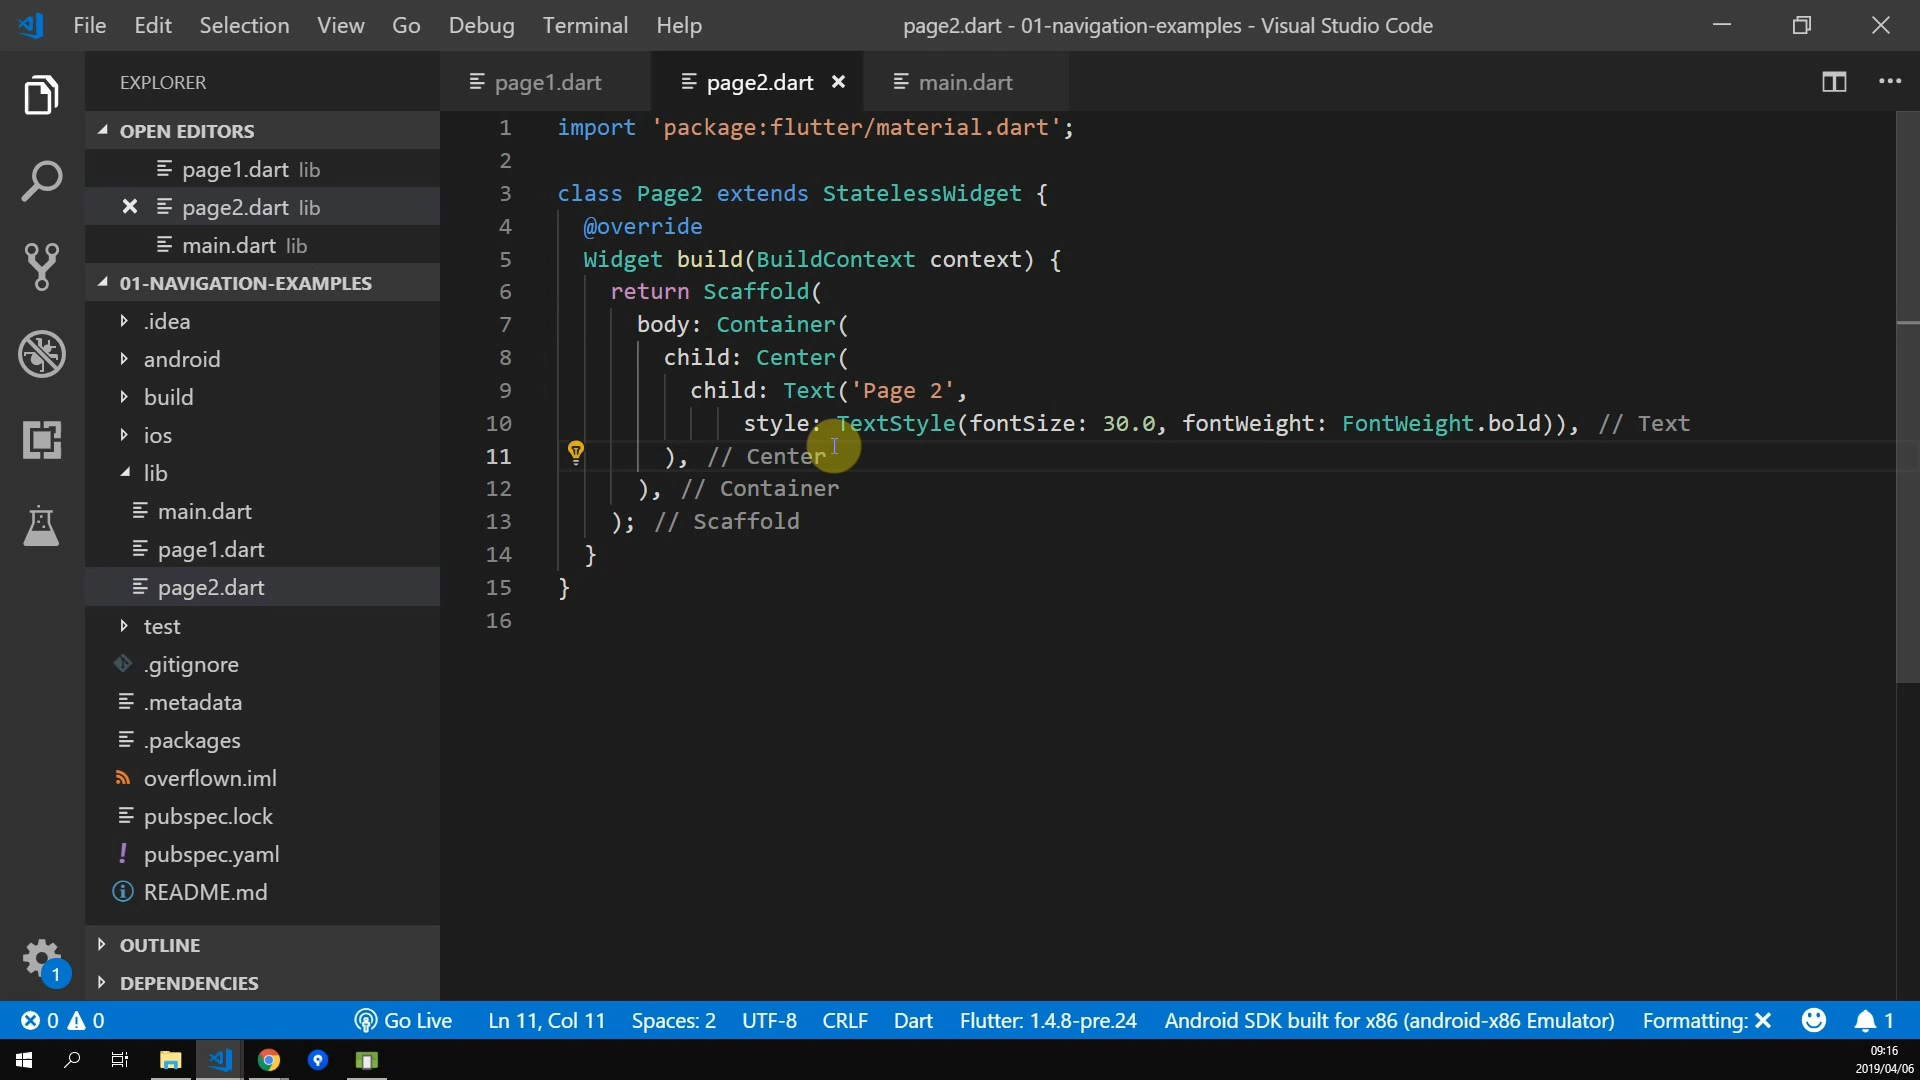 File Edit Selection View Go Debug Terminal Help page2.dart - 01-navigation-examples - Visual Studio Code
EXPLORER
page1.dart page2.dart main.dart
OPEN EDITORS
page1.dart lib
page2.dart lib
main.dart lib
01-NAVIGATION-EXAMPLES
.idea
android
build
ios
lib
main.dart
page1.dart
page2.dart
test
.gitignore
.metadata
.packages
overflown.iml
pubspec.lock
! pubspec.yaml
README.md
OUTLINE
DEPENDENCIES
1
1 import 'package:flutter/material.dart';
2
3 class Page2 extends StatelessWidget {
4 @override
5 Widget build(BuildContext context) {
6 return Scaffold(
7 body: Container(
8 child: Center(
9 child: Text('Page 2',
10 style: TextStyle(fontSize: 30.0, fontWeight: FontWeight.bold)), // Text
11 ), // Center
12 ), // Container
13 ); // Scaffold
14 }
15 }
16
0 0 Go Live Ln 11, Col 11 Spaces: 2 UTF-8 CRLF Dart Flutter: 1.4.8-pre.24 Android SDK built for x86 (android-x86 Emulator) Formatting: X 1
09:16
2019/04/06